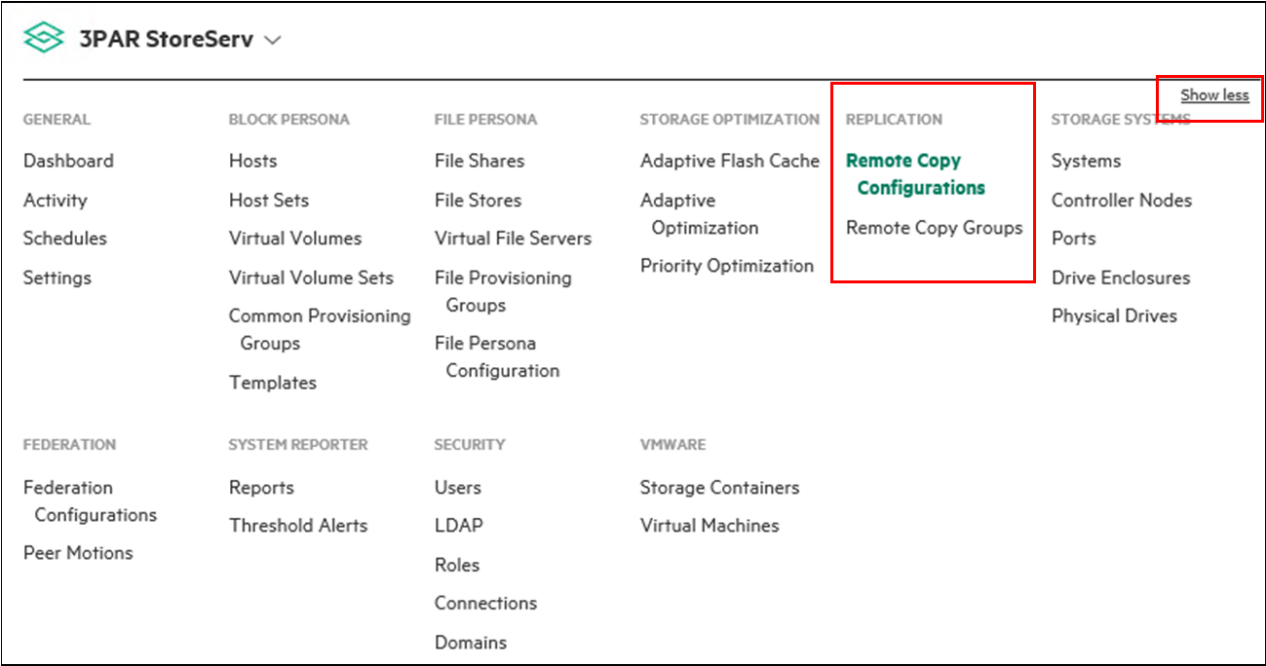 3PAR StoreServ
Show less
GENERAL
Dashboard
Activity
Schedules
Settings
BLOCK PERSONA
Hosts
Host Sets
Virtual Volumes
Virtual Volume Sets
Common Provisioning
Groups
Templates
FILE PERSONA
File Shares
File Stores
Virtual File Servers
File Provisioning
Groups
File Persona
Configuration
STORAGE OPTIMIZATION
Adaptive Flash Cache
Adaptive
Optimization
Priority Optimization
REPLICATION
Remote Copy
Configurations
Remote Copy Groups
STORAGE SYSTEMS
Systems
Controller Nodes
Ports
Drive Enclosures
Physical Drives
FEDERATION
Federation
Configurations
Peer Motions
SYSTEM REPORTER
Reports
Threshold Alerts
SECURITY
Users
LDAP
Roles
Connections
Domains
VMWARE
Storage Containers
Virtual Machines